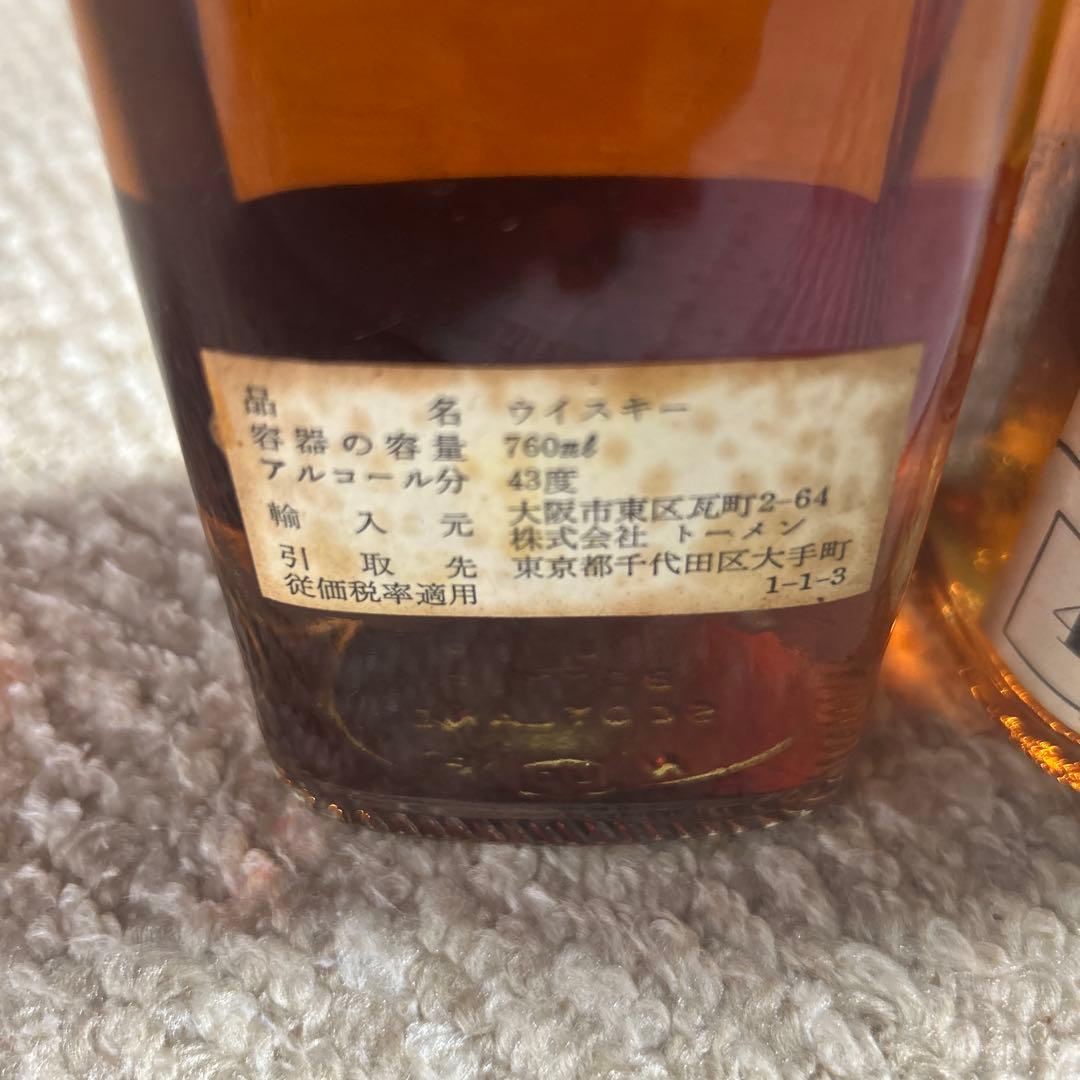 品名 ウイスキー
容器の容量 760mℓ
アルコール分 43度
輸入元 大阪市東区瓦町2-64
株式会社 トーメン
引取先 東京都千代田区大手町
従価税率適用 1-1-3